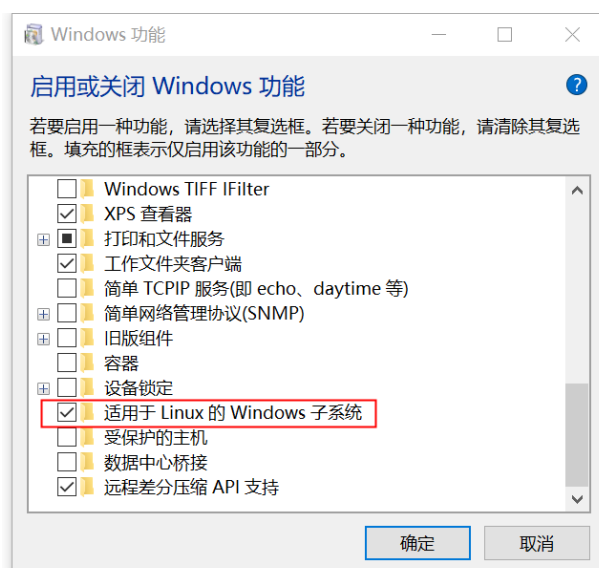 Windows 功能
启用或关闭 Windows 功能
若要启用一种功能，请选择其复选框。若要关闭一种功能，请清除其复选
框。填充的框表示仅启用该功能的一部分。
Windows TIFF IFilter
XPS 查看器
打印和文件服务
工作文件夹客户端
简单 TCPIP 服务(即 echo、daytime 等)
简单网络管理协议(SNMP)
旧版组件
容器
设备锁定
适用于 Linux 的 Windows 子系统
受保护的主机
数据中心桥接
远程差分压缩 API 支持
确定
取消